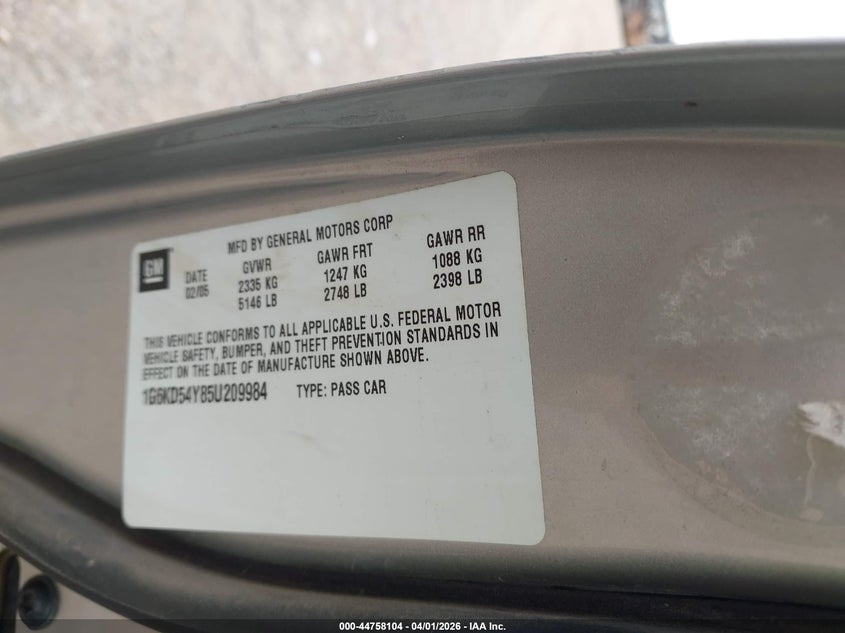 GM
MFD BY GENERAL MOTORS CORP
DATE GVWR GAWR FRT GAWR RR
02/05 2335 KG 1247 KG 1088 KG
5146 LB 2748 LB 2398 LB
THIS VEHICLE CONFORMS TO ALL APPLICABLE U.S. FEDERAL MOTOR
VEHICLE SAFETY, BUMPER, AND THEFT PREVENTION STANDARDS IN
EFFECT ON THE DATE OF MANUFACTURE SHOWN ABOVE.
1G6KD54Y85U209984 TYPE: PASS CAR
000-44758104 - 04/01/2026 - IAA Inc.